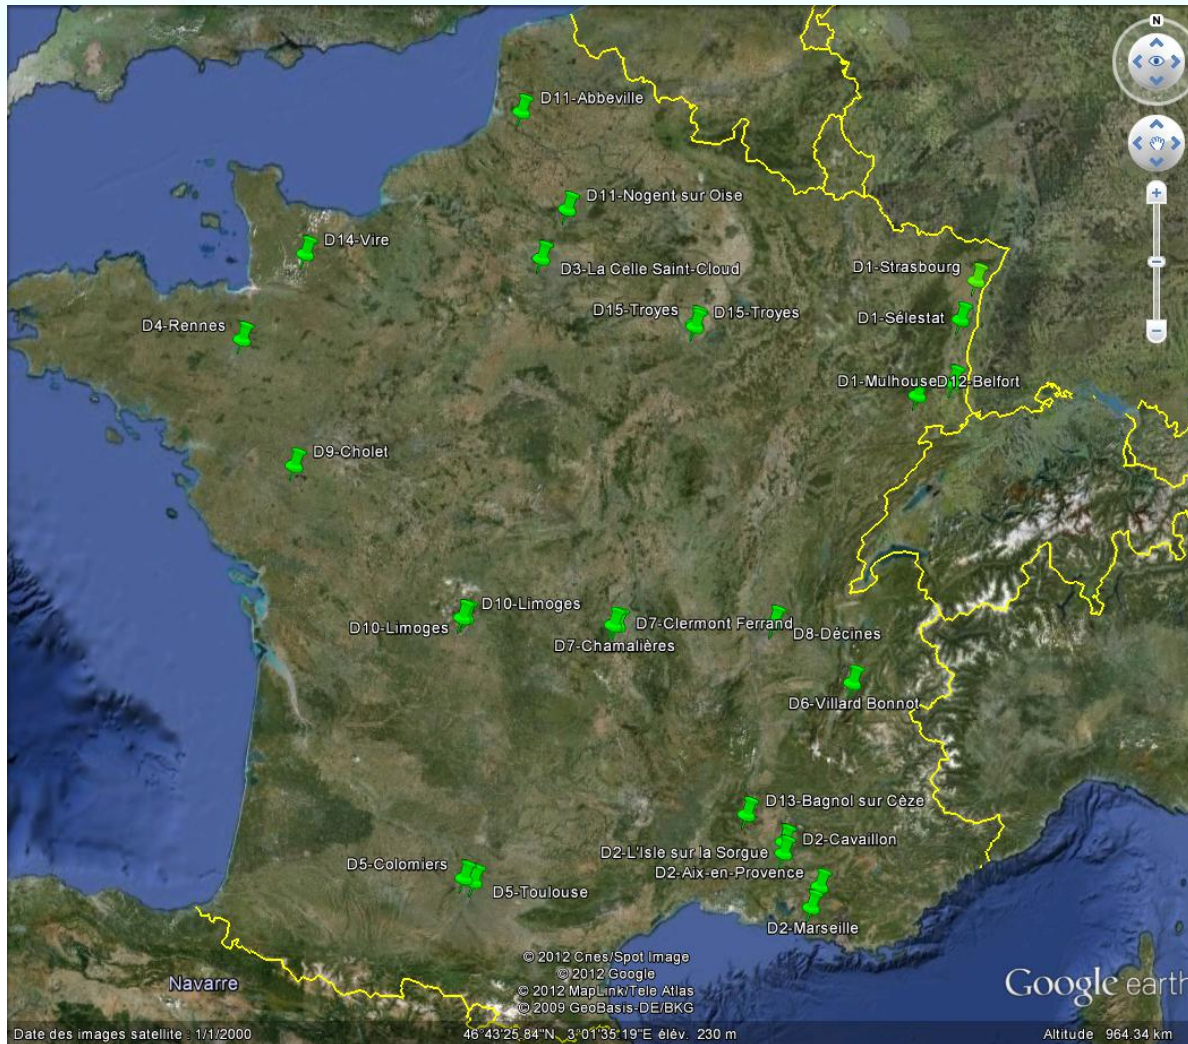 N
D11-Abbeville
D11-Nogent sur Oise
D14-Vire
D3-La Celle Saint-Cloud
D1-Strasbourg
D15-Troyes
D15-Troyes
D1-Sélestat
D4-Rennes
D1-Mulhouse
D12-Belfort
D9-Cholet
D10-Limoges
D10-Limoges
D7-Clermont Ferrand
D8-Décines
D7-Chamalières
D6-Villard Bonnot
D13-Bagnol sur Cèze
D2-Cavaillon
D2-L'Isle sur la Sorgue
D5-Colomiers
D2-Aix-en-Provence
D5-Toulouse
D2-Marseille
© 2012 Cnes/Spot Image
© 2012 Google
© 2012 MapLink/Tele Atlas
© 2009 GeoBasis-DE/BKG
Navarre
Google earth
Date des images satellite : 1/1/2000
46°43'25.84"N 3°01'35.19"E élév. 230 m
Altitude 964.34 km